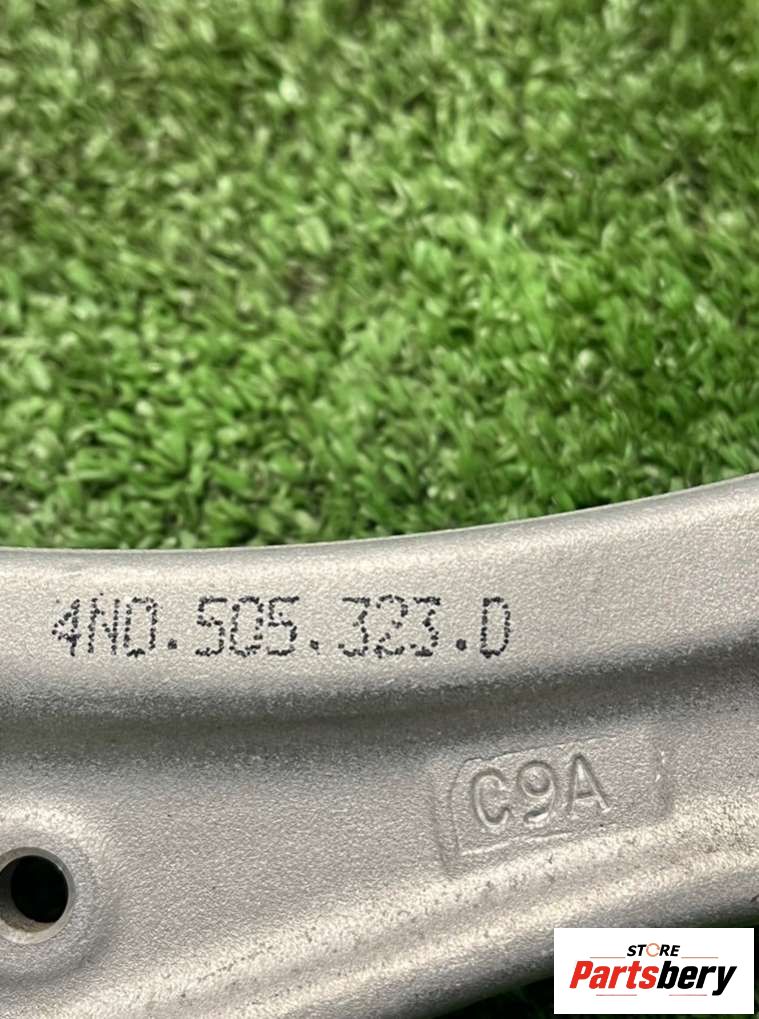 4N0.505.323.D
C9A
STORE
Partsbery